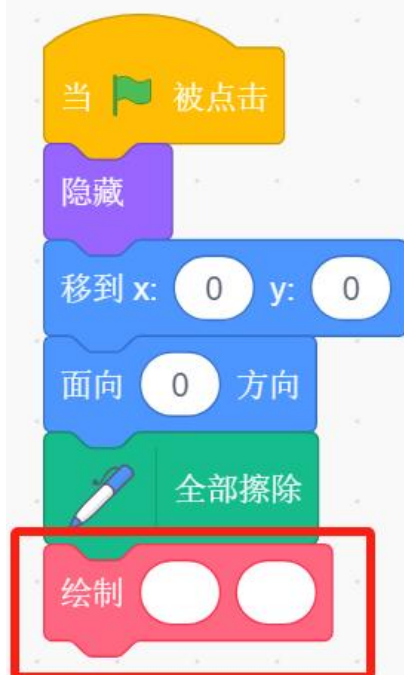 当 被点击
隐藏
移到 x: 0 y: 0
面向 0 方向
全部擦除
绘制